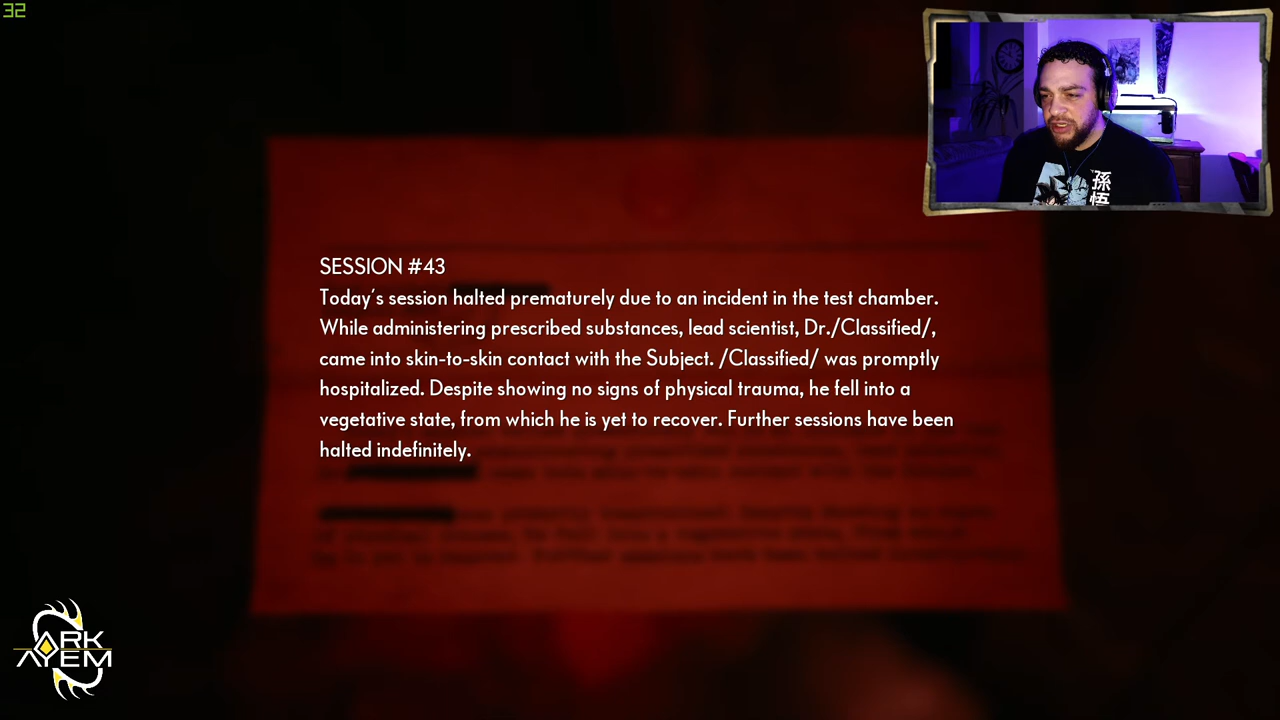 32
SESSION #43
Today's session halted prematurely due to an incident in the test chamber.
While administering prescribed substances, lead scientist, Dr./Classified/,
came into skin-to-skin contact with the Subject. /Classified/ was promptly
hospitalized. Despite showing no signs of physical trauma, he fell into a
vegetative state, from which he is yet to recover. Further sessions have been
halted indefinitely.
孫
悟
ARK
AYEM